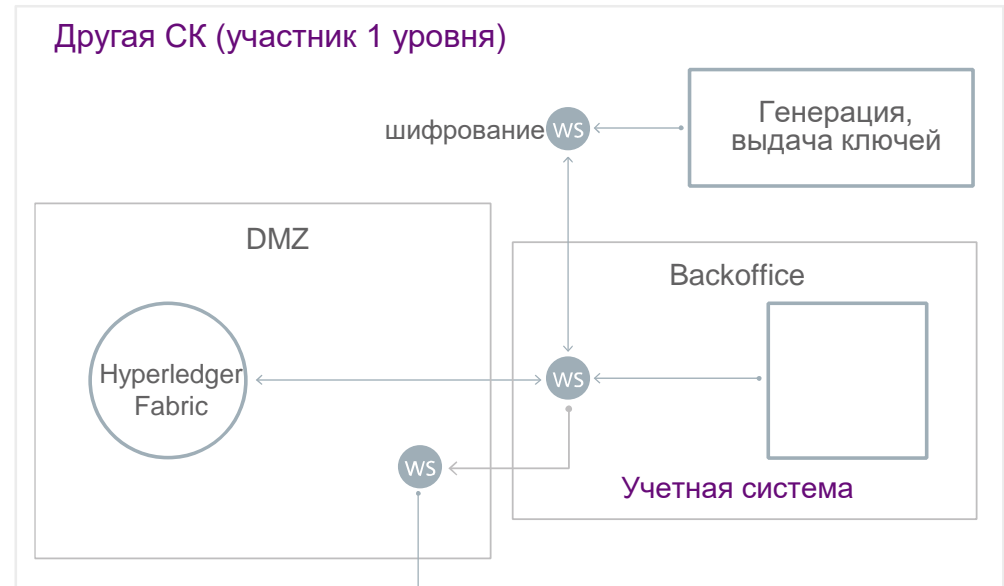 Другая СК (участник 1 уровня)
шифрование
WS
Генерация,
выдача ключей
DMZ
Backoffice
Hyperledger
Fabric
WS
WS
Учетная система